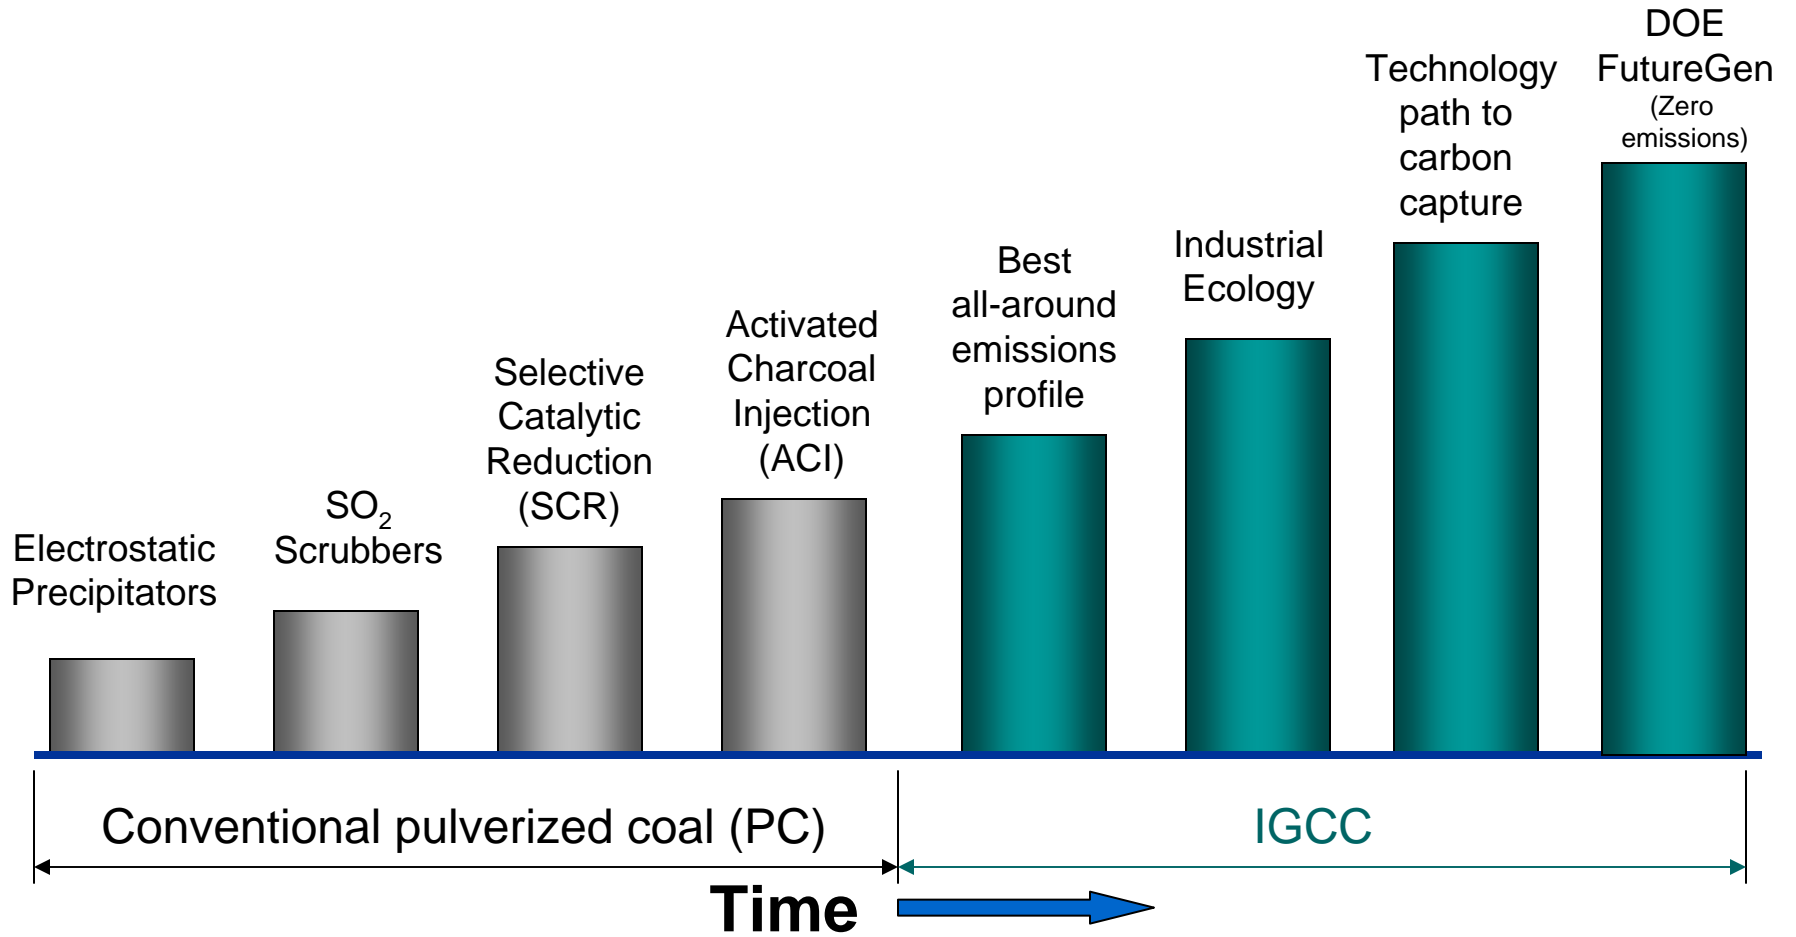 Electrostatic
Precipitators
SO₂
Scrubbers
Selective
Catalytic
Reduction
(SCR)
Activated
Charcoal
Injection
(ACI)
Best
all-around
emissions
profile
Industrial
Ecology
Technology
path to
carbon
capture
DOE
FutureGen
(Zero
emissions)
Conventional pulverized coal (PC)
IGCC
Time